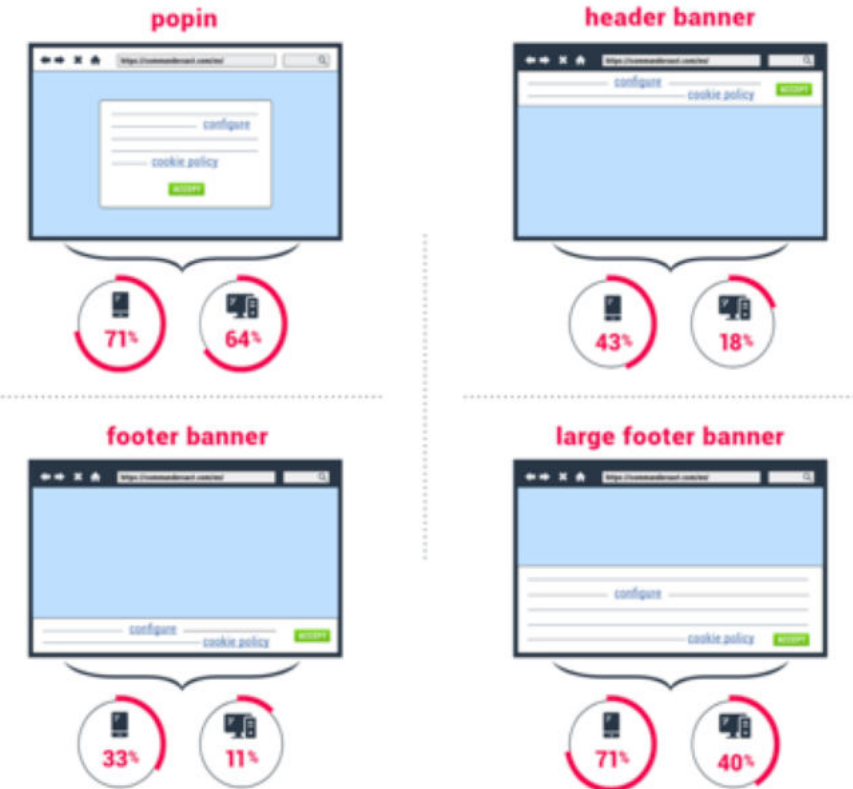 popin
header banner
configure
cookie policy
ACCEPT
configure
cookie policy
ACCEPT
71%
64%
43%
18%
footer banner
large footer banner
configure
cookie policy
ACCEPT
configure
cookie policy
ACCEPT
33%
11%
71%
40%